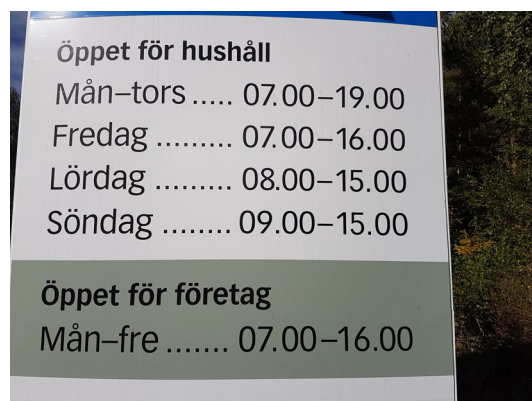 Öppet för hushåll
Mån–tors ..... 07.00–19.00
Fredag ......... 07.00–16.00
Lördag ......... 08.00–15.00
Söndag ........ 09.00–15.00
Öppet för företag
Mån–fre ....... 07.00–16.00